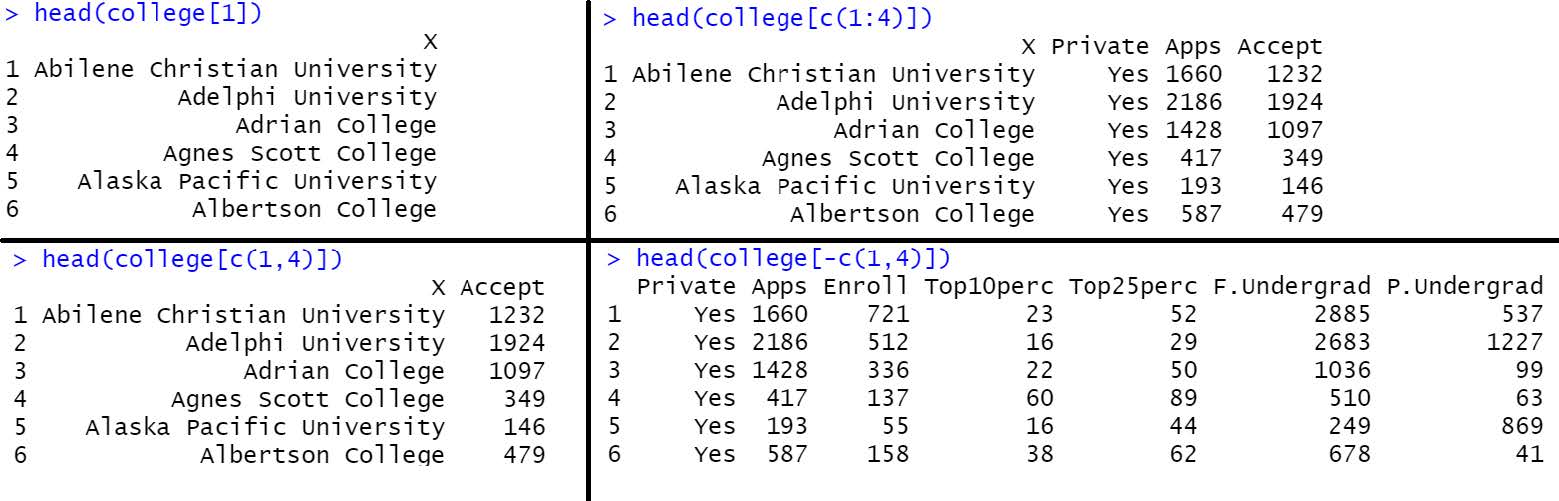 > head(college[1])
                             X
1 Abilene Christian University
2           Adelphi University
3               Adrian College
4          Agnes Scott College
5    Alaska Pacific University
6            Albertson College
> head(college[c(1:4)])
                             X Private Apps Accept
1 Abilene Christian University     Yes 1660   1232
2           Adelphi University     Yes 2186   1924
3               Adrian College     Yes 1428   1097
4          Agnes Scott College     Yes  417    349
5    Alaska Pacific University     Yes  193    146
6            Albertson College     Yes  587    479
> head(college[c(1,4)])
                             X Accept
1 Abilene Christian University   1232
2           Adelphi University   1924
3               Adrian College   1097
4          Agnes Scott College    349
5    Alaska Pacific University    146
6            Albertson College    479
> head(college[-c(1,4)])
  Private Apps Enroll Top10perc Top25perc F.Undergrad P.Undergrad
1     Yes 1660    721        23        52        2885         537
2     Yes 2186    512        16        29        2683        1227
3     Yes 1428    336        22        50        1036          99
4     Yes  417    137        60        89         510          63
5     Yes  193     55        16        44         249         869
6     Yes  587    158        38        62         678          41